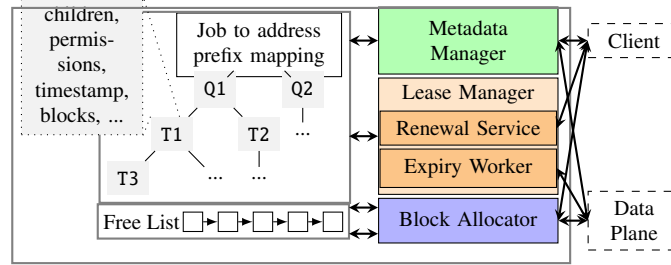 children,
permis-
sions,
timestamp,
blocks, ...
Job to address
prefix mapping
Q1
Q2
T1
T2
...
T3
...
...
Free List
Metadata
Manager
Lease Manager
Renewal Service
Expiry Worker
Block Allocator
Client
Data
Plane